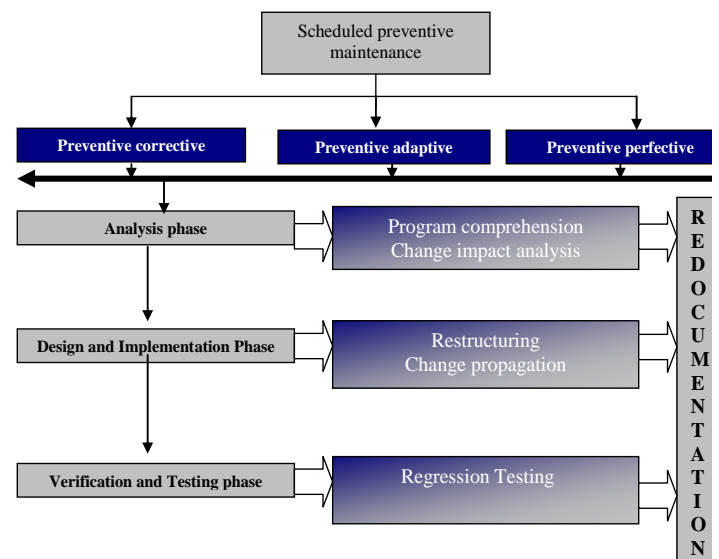 Scheduled preventive
maintenance
Preventive corrective
Preventive adaptive
Preventive perfective
Analysis phase
Program comprehension
Change impact analysis
Design and Implementation Phase
Restructuring
Change propagation
Verification and Testing phase
Regression Testing
R
E
D
O
C
U
M
E
N
T
A
T
I
O
N